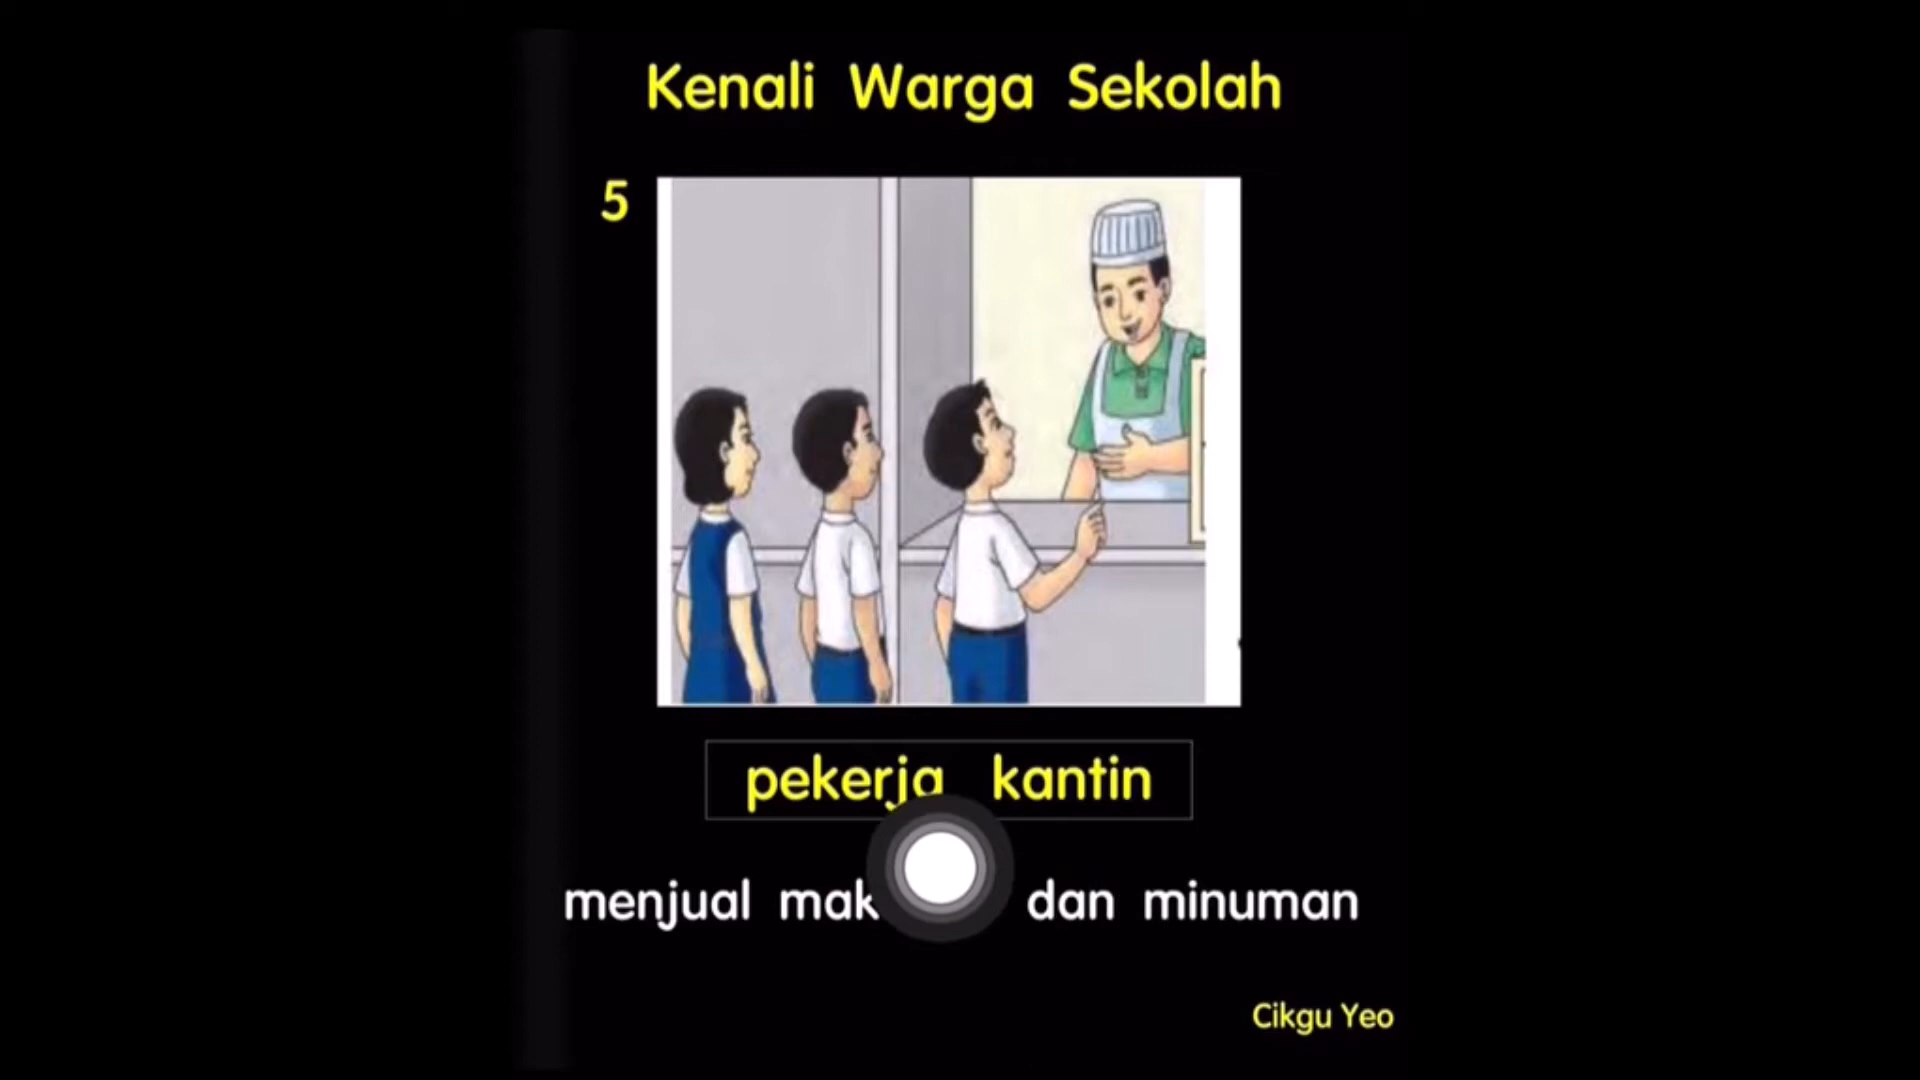 Kenali Warga Sekolah
5
pekerja kantin
menjual dan minuman
Cikgu Yeo